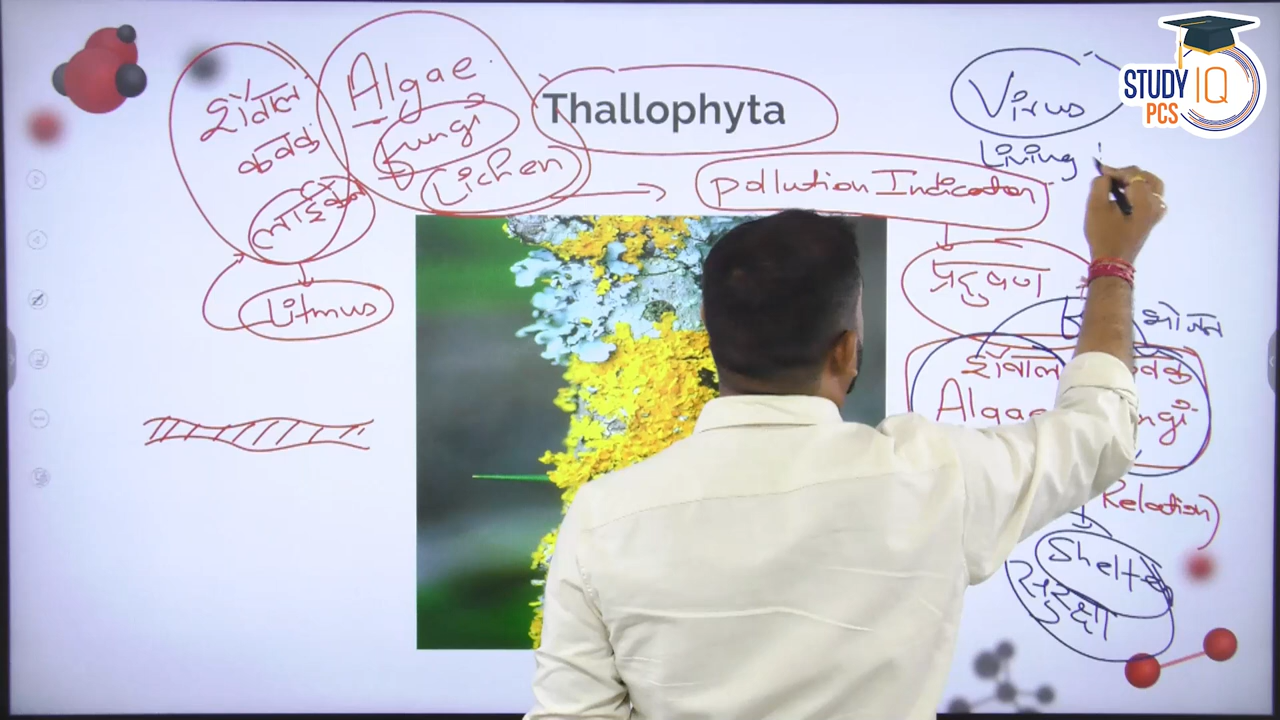 शैवाल
कवक
लाइकेन
Litmus
Algae
Fungi
Lichen
Thallophyta
pollution Indicator
Virus
Living
STUDY IQ
PCS
प्रदुषण
भोजन
शैवाल
Algae
Relation)
Shelter
सुरक्षा